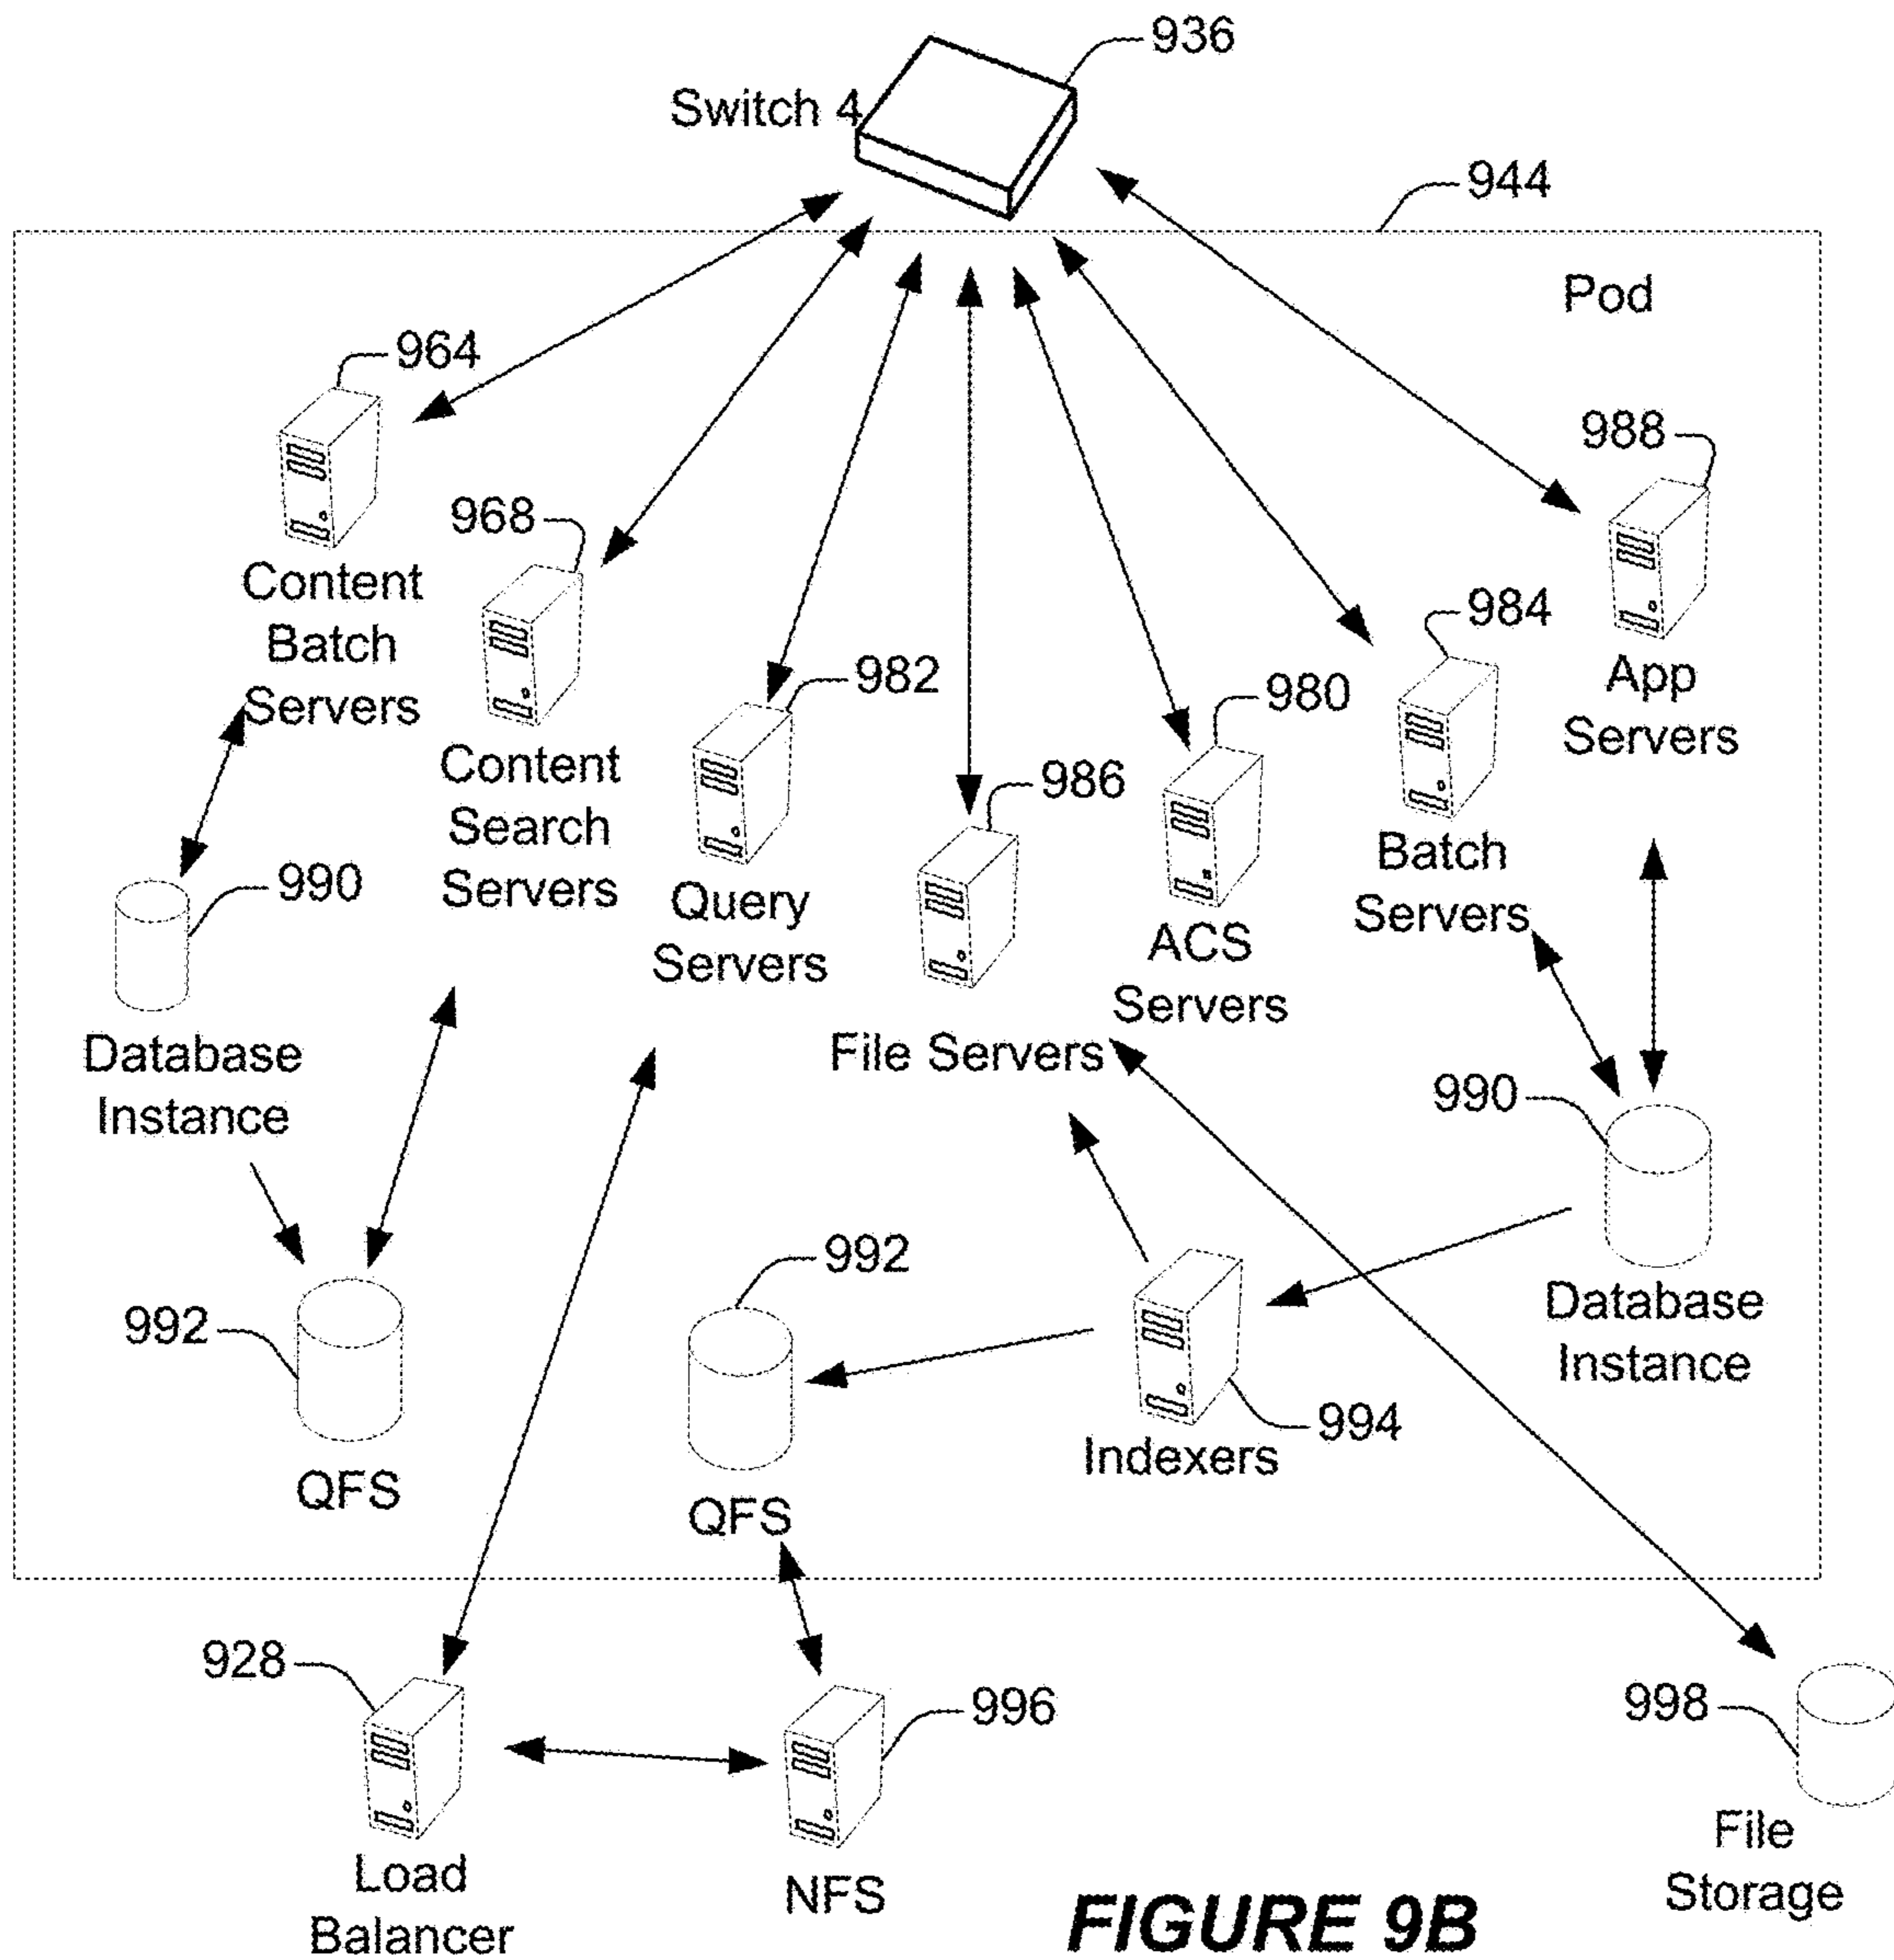 936
Switch 4
944
Pod
964
988
968
Content
Batch
Servers
984
982
980
App
Servers
Content
Search
Servers
986
Batch
Servers
990
Query
Servers
ACS
Servers
Database
Instance
File Servers
990
992
992
Database
Instance
994
Indexers
QFS
QFS
928
996
998
Load
Balancer
NFS
File
Storage
FIGURE 9B